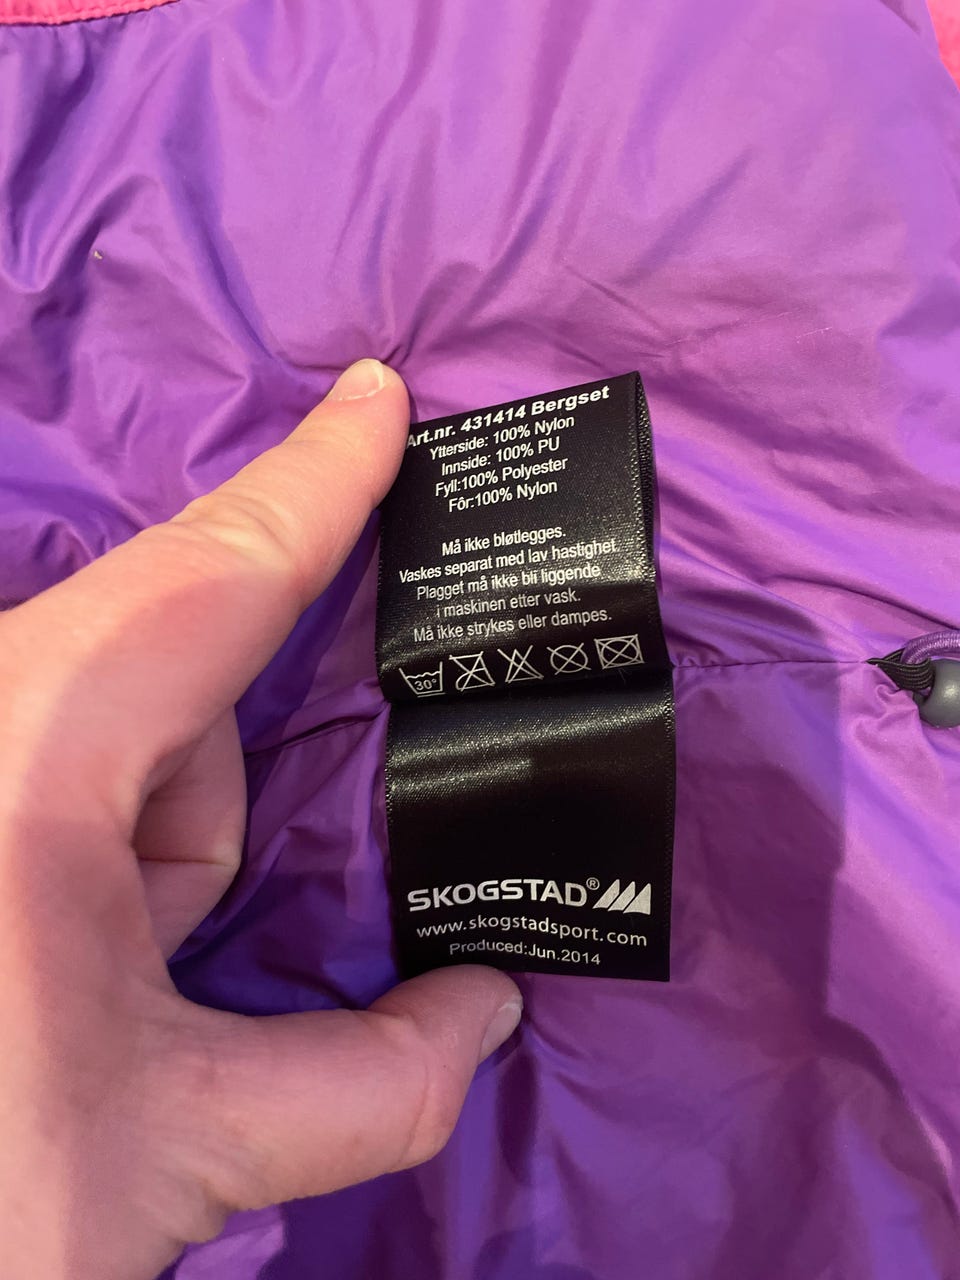 Art.nr. 431414 Bergset
Ytterside: 100% Nylon
Innside: 100% PU
Fyll:100% Polyester
Fôr:100% Nylon
Må ikke bløtlegges.
Vaskes separat med lav hastighet.
Plagget må ikke bli liggende
i maskinen etter vask.
Må ikke strykes eller dampes.
30°
SKOGSTAD®
www.skogstadsport.com
Produced:Jun.2014